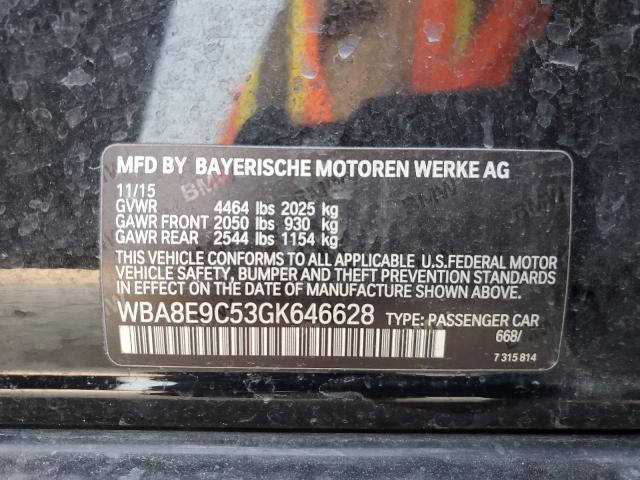 MFD BY BAYERISCHE MOTOREN WERKE AG
11/15
GVWR 4464 lbs 2025 kg
GAWR FRONT 2050 lbs 930 kg
GAWR REAR 2544 lbs 1154 kg
THIS VEHICLE CONFORMS TO ALL APPLICABLE U.S.FEDERAL MOTOR
VEHICLE SAFETY, BUMPER AND THEFT PREVENTION STANDARDS
IN EFFECT ON THE DATE OF MANUFACTURE SHOWN ABOVE.
WBA8E9C53GK646628 TYPE: PASSENGER CAR
668/
7 315 814